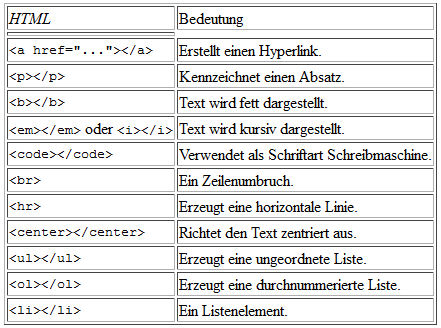 HTML Bedeutung
<a href="..."></a> Erstellt einen Hyperlink.
<p></p> Kennzeichnet einen Absatz.
<b></b> Text wird fett dargestellt.
<em></em> oder <i></i> Text wird kursiv dargestellt.
<code></code> Verwendet als Schriftart Schreibmaschine.
<br> Ein Zeilenumbruch.
<hr> Erzeugt eine horizontale Linie.
<center></center> Richtet den Text zentriert aus.
<ul></ul> Erzeugt eine ungeordnete Liste.
<ol></ol> Erzeugt eine durchnummerierte Liste.
<li></li> Ein Listenelement.